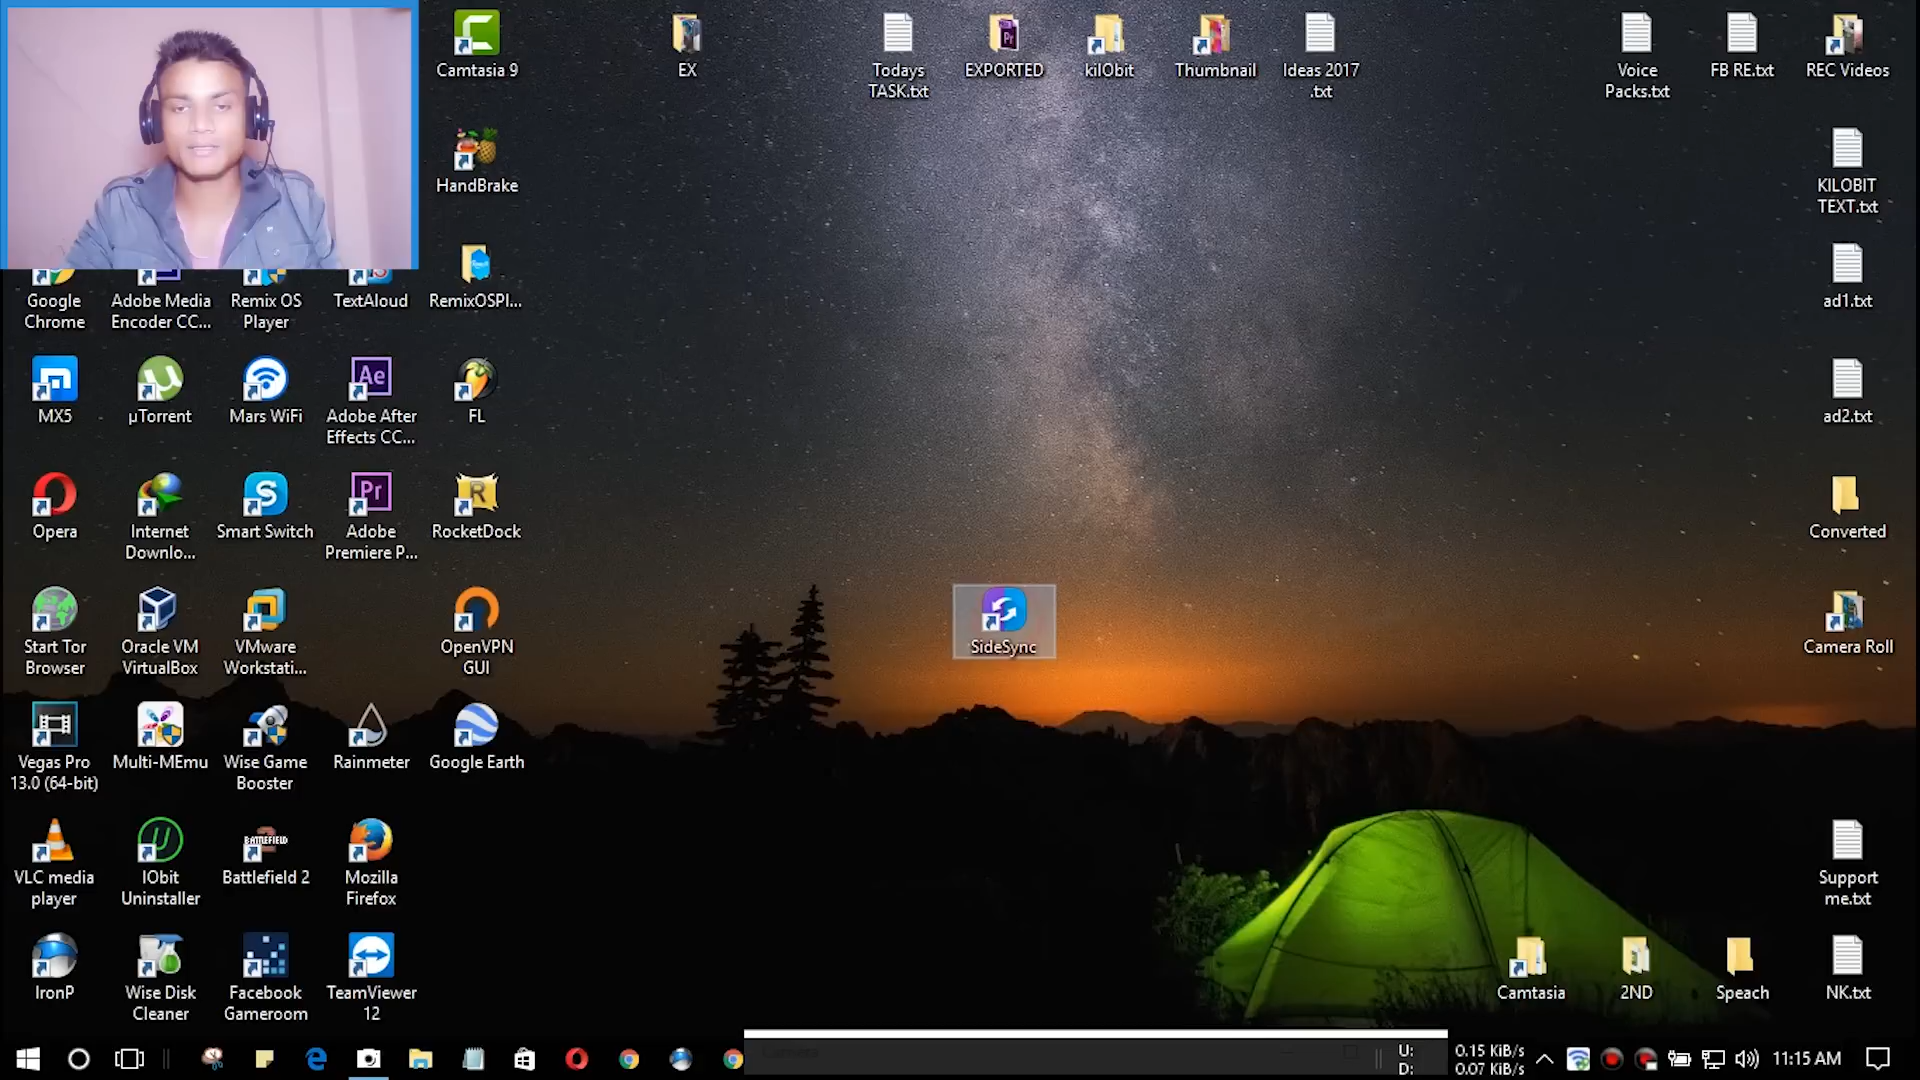 Camtasia 9
EX
Todays
TASK.txt
EXPORTED
kilObit
Thumbnail
Ideas 2017
.txt
Voice
Packs.txt
FB RE.txt
REC Videos
HandBrake
KILOBIT
TEXT.txt
Google
Chrome
Adobe Media
Encoder CC...
Remix OS
Player
TextAloud
RemixOSPl...
ad1.txt
MX5
µTorrent
Mars WiFi
Adobe After
Effects CC...
FL
ad2.txt
Opera
Internet
Downlo...
Smart Switch
Adobe
Premiere P...
RocketDock
Converted
Start Tor
Browser
Oracle VM
VirtualBox
VMware
Workstati...
OpenVPN
GUI
SideSync
Camera Roll
Vegas Pro
13.0 (64-bit)
Multi-MEmu
Wise Game
Booster
Rainmeter
Google Earth
VLC media
player
IObit
Uninstaller
BATTLEFIELD
2
Battlefield 2
Mozilla
Firefox
Support
me.txt
IronP
Wise Disk
Cleaner
Facebook
Gameroom
TeamViewer
12
Camtasia
2ND
Speach
NK.txt
U: 0.15 KiB/s
D: 0.07 KiB/s
11:15 AM